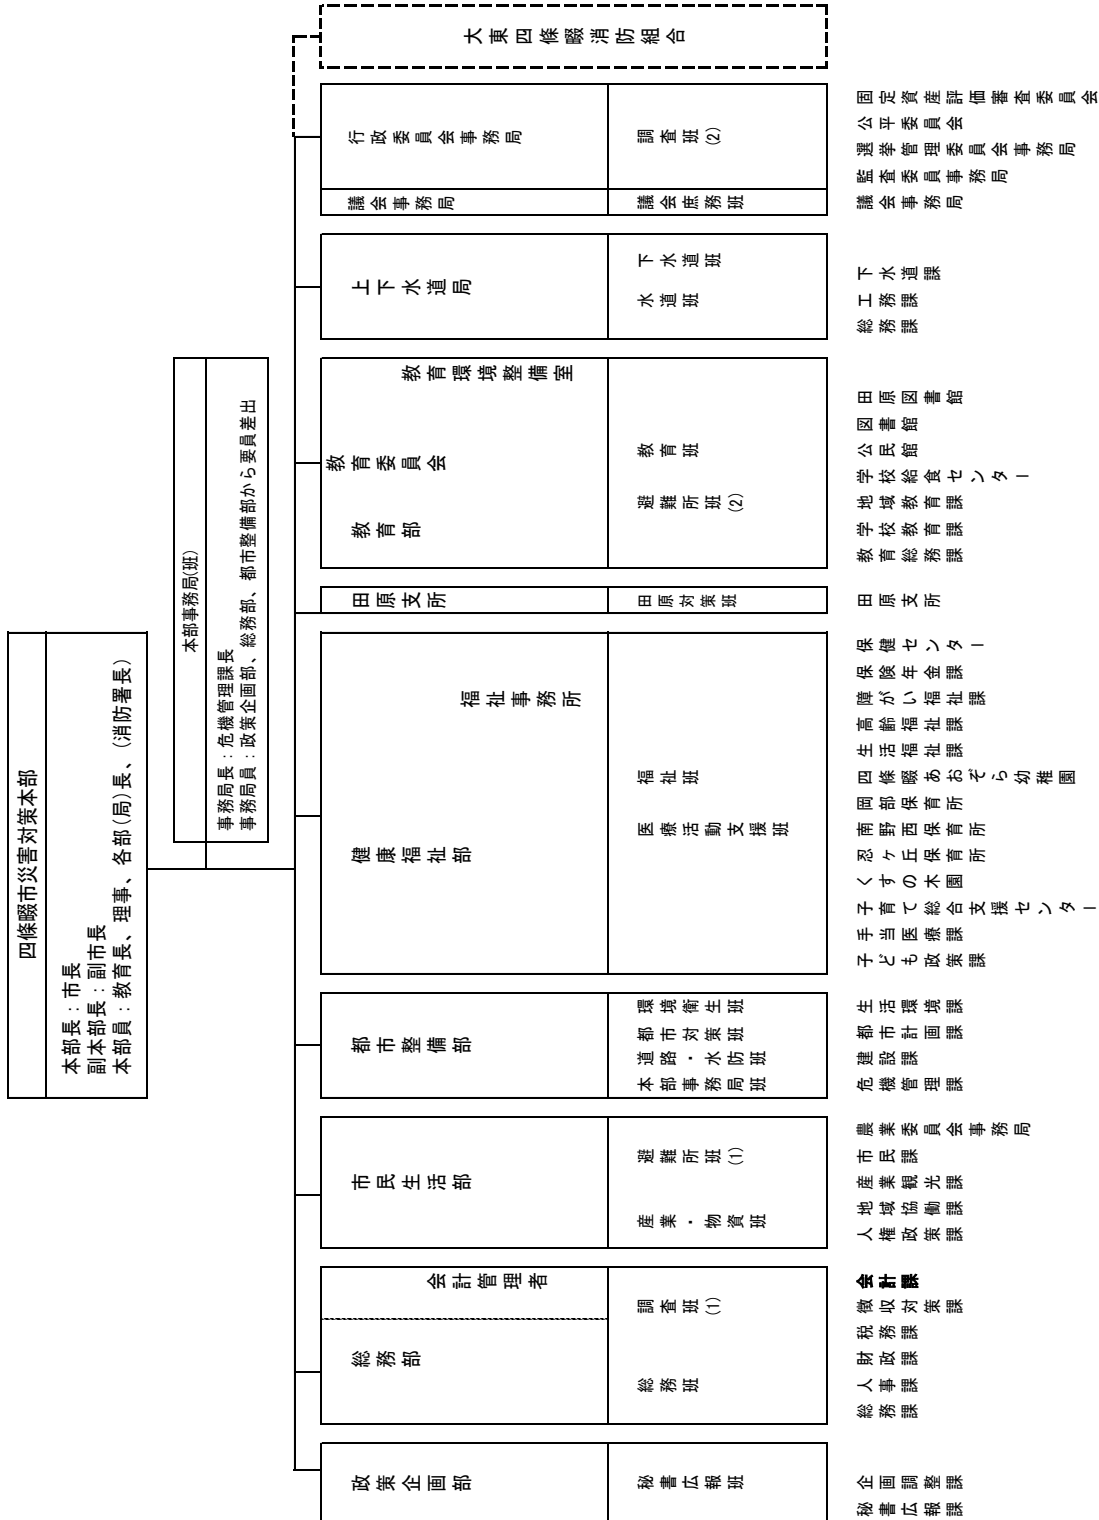 四條畷市災害対策本部
本部長：市長
副本部長：副市長
本部員：教育長、理事、各部(局)長、(消防署長)
本部事務局(班)
事務局長：危機管理課長
事務局員：政策企画部、総務部、都市整備部から要員差出
政策企画部
秘書広報班
秘書広報課
企画調整課
総務部
会計管理者
総務班
調査班(1)
総務課
人事課
財政課
税務課
徴収対策課
会計課
市民生活部
産業・物資班
避難所班(1)
人権政策課
地域協働課
産業観光課
市民課
農業委員会事務局
都市整備部
本部事務局班
道路・水防班
都市対策班
環境衛生班
危機管理課
建設課
都市計画課
生活環境課
健康福祉部
福祉事務所
医療活動支援班
福祉班
子ども政策課
手当医療課
子育て総合支援センター
くすの木園
忍ヶ丘保育所
南野西保育所
岡部保育所
四條畷あおぞら幼稚園
生活福祉課
高齢福祉課
障がい福祉課
保険年金課
保健センター
田原支所
田原対策班
田原支所
教育部
教育委員会
教育環境整備室
避難所班(2)
教育班
教育総務課
学校教育課
地域教育課
学校給食センター
公民館
図書館
田原図書館
上下水道局
水道班
下水道班
総務課
工務課
下水道課
議会事務局
議会庶務班
議会事務局
行政委員会事務局
調査班(2)
監査委員事務局
選挙管理委員会事務局
公平委員会
固定資産評価審査委員会
大東四條畷消防組合